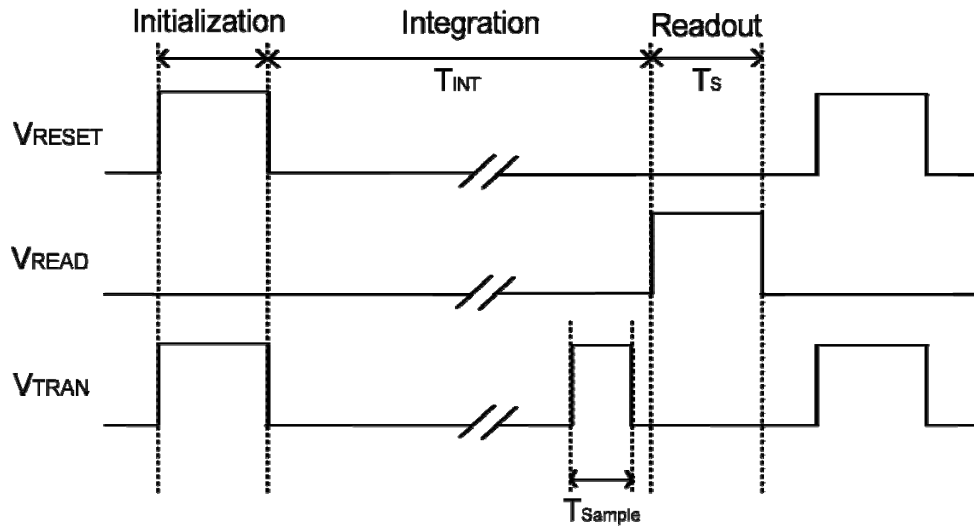 Initialization Integration Readout
TINT TS
VRESET
VREAD
VTRAN
TSample